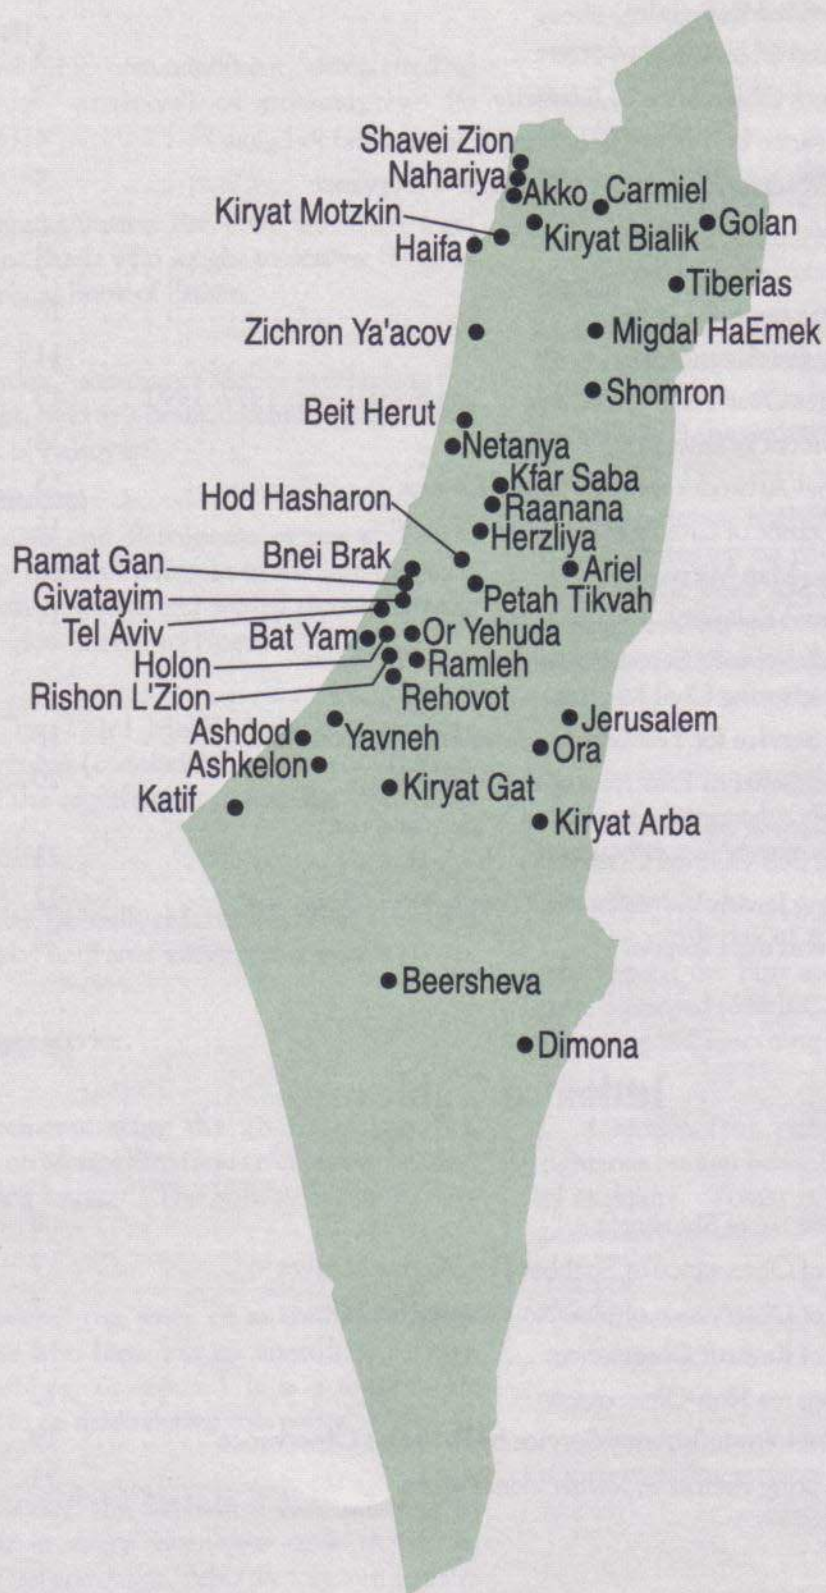 Shavei Zion
Nahariya
Akko
Carmiel
Kiryat Motzkin
Kiryat Bialik
Golan
Haifa
Tiberias
Zichron Ya'acov
Migdal HaEmek
Shomron
Beit Herut
Netanya
Kfar Saba
Hod Hasharon
Raanana
Herzliya
Bnei Brak
Ramat Gan
Ariel
Givatayim
Petah Tikvah
Tel Aviv
Bat Yam
Or Yehuda
Holon
Ramleh
Rishon L'Zion
Rehovot
Jerusalem
Ashdod
Yavneh
Ora
Ashkelon
Kiryat Gat
Katif
Kiryat Arba
Beersheva
Dimona